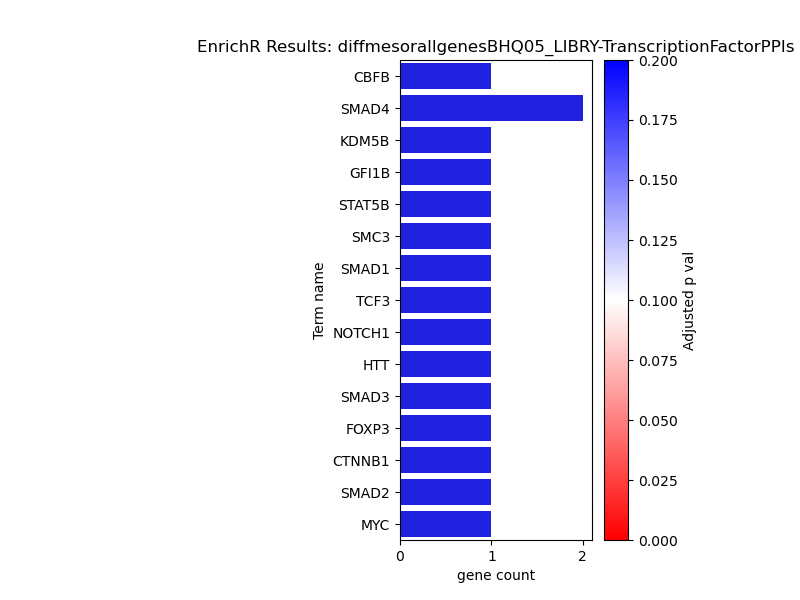 EnrichR Results: diffmesorallgenesBHQ05_LIBRY-TranscriptionFactorPPIs
CBFB
SMAD4
KDM5B
GFI1B
STAT5B
SMC3
SMAD1
TCF3
NOTCH1
HTT
SMAD3
FOXP3
CTNNB1
SMAD2
MYC
Term name
0 1 2
gene count
0.200
0.175
0.150
0.125
0.100
0.075
0.050
0.025
0.000
Adjusted p val